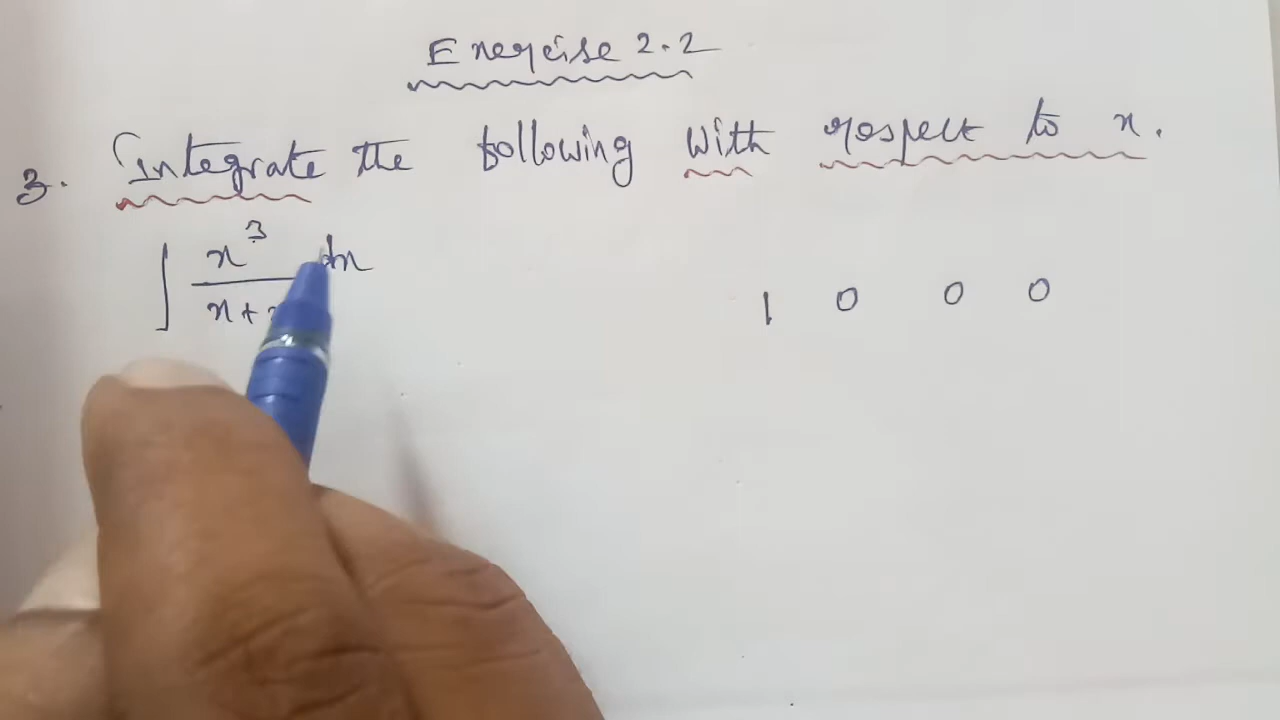 Exercise 2.2
3. Integrate the following with respect to x.
∫ x³ dx
x +
1 0 0 0